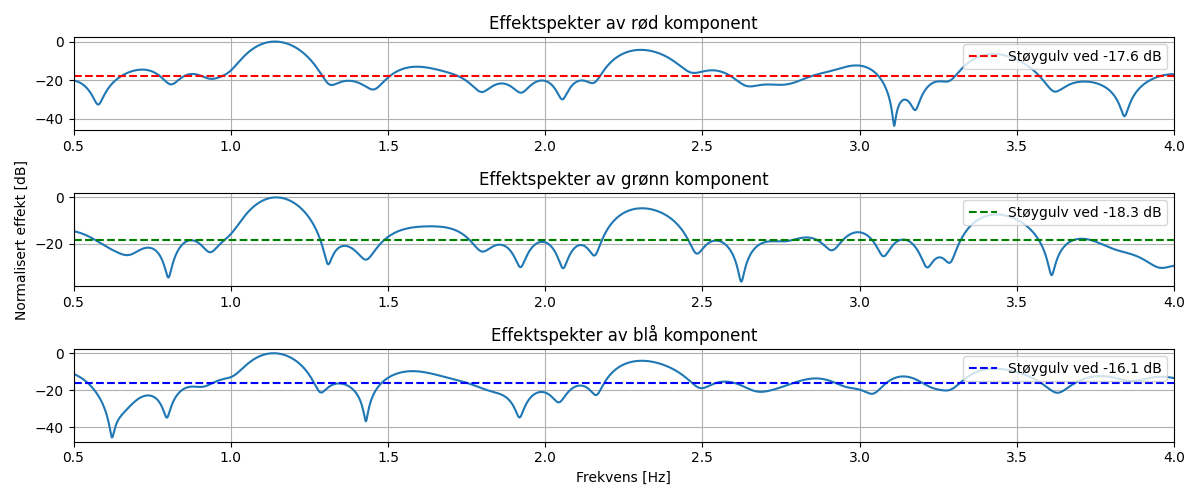 Effektspekter av rød komponent
0
−20
−40
Støygulv ved -17.6 dB
0.5 1.0 1.5 2.0 2.5 3.0 3.5 4.0
Effektspekter av grønn komponent
0
−20
Støygulv ved -18.3 dB
0.5 1.0 1.5 2.0 2.5 3.0 3.5 4.0
Normalisert effekt [dB]
Effektspekter av blå komponent
0
−20
−40
Støygulv ved -16.1 dB
0.5 1.0 1.5 2.0 2.5 3.0 3.5 4.0
Frekvens [Hz]